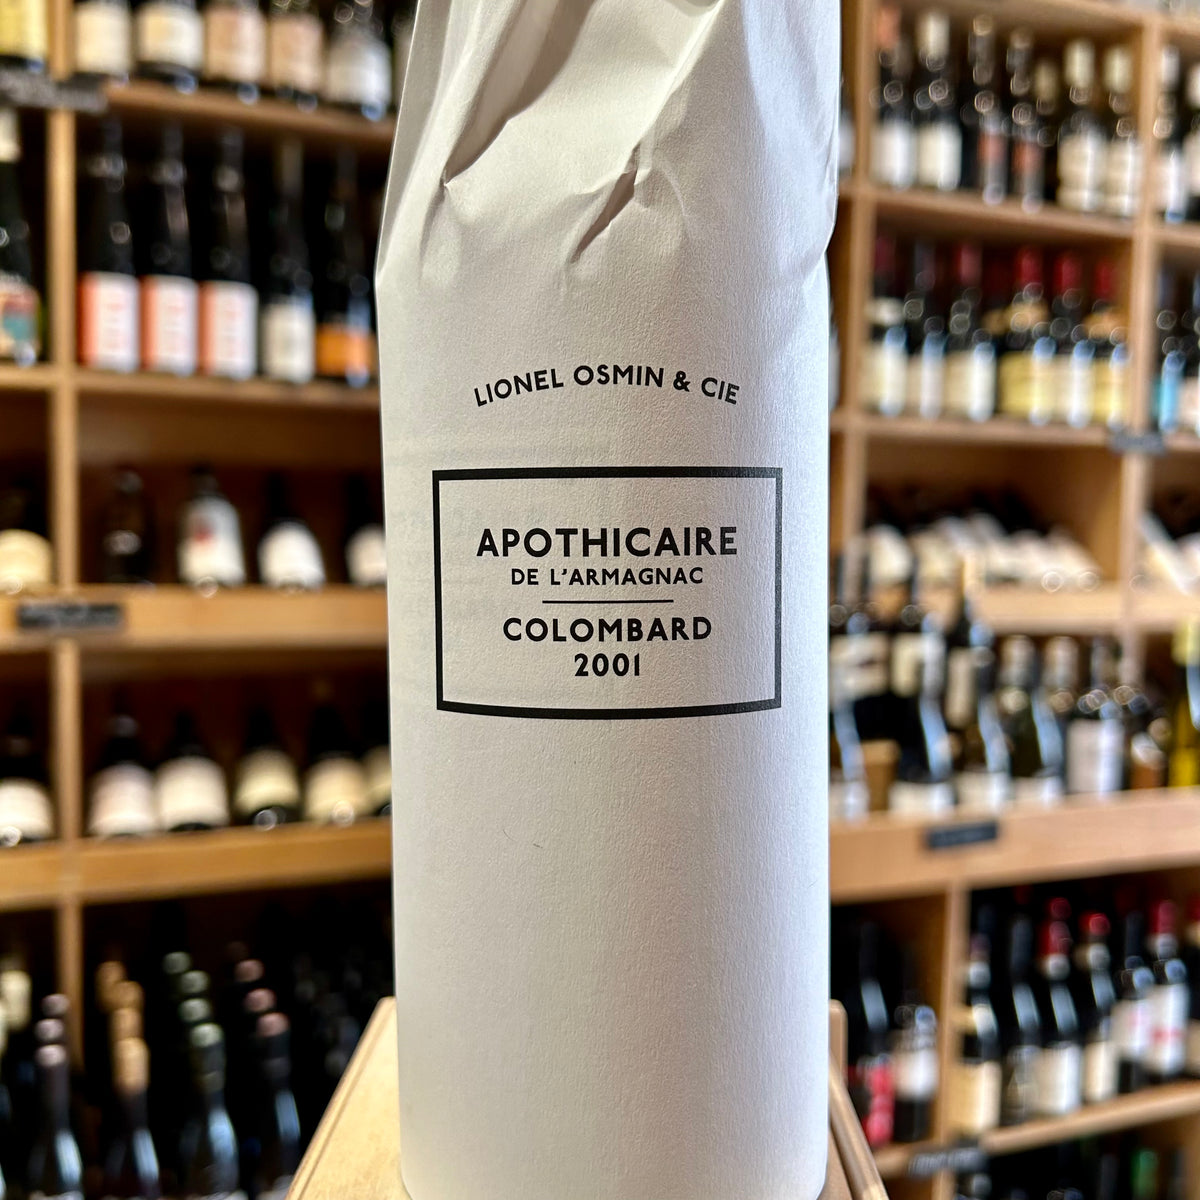 LIONEL OSMIN & CIE
APOTHICAIRE
DE L'ARMAGNAC
COLOMBARD
2001